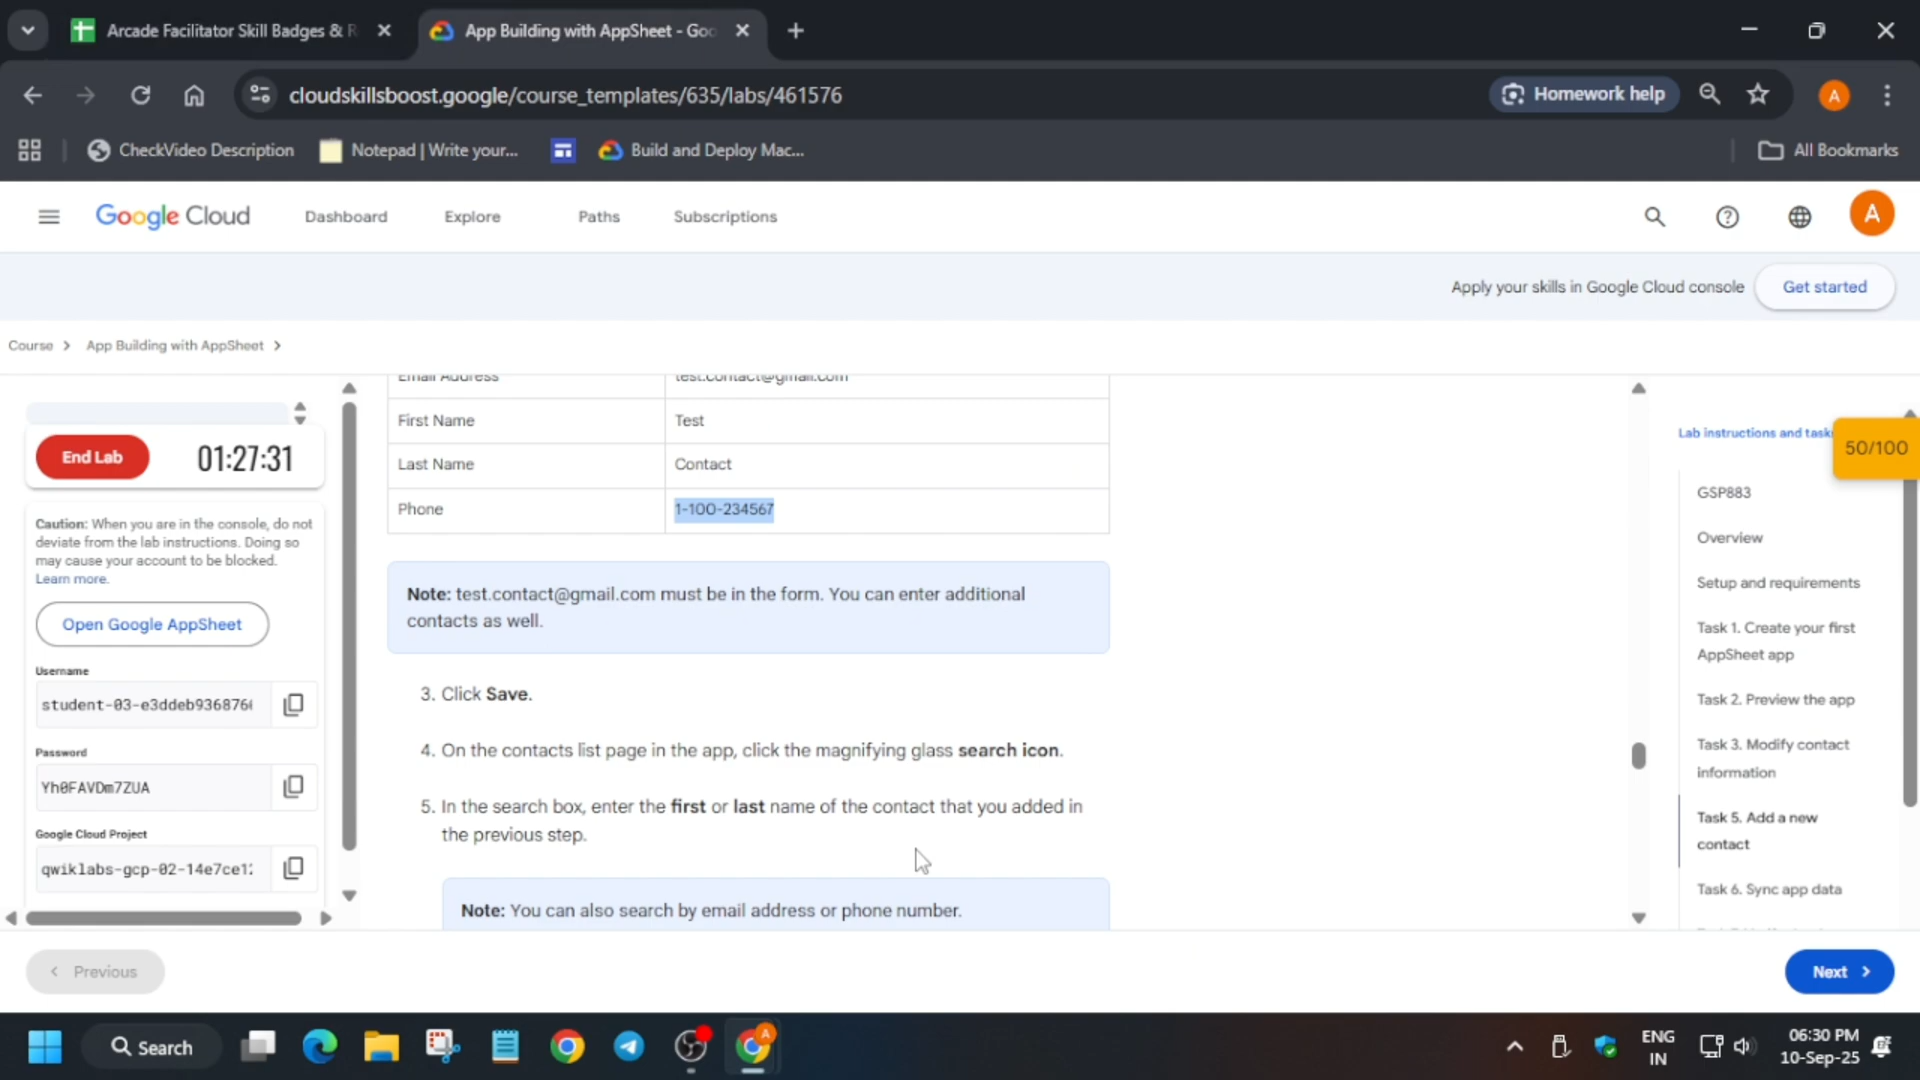 Arcade Facilitator Skill Badges & R
App Building with AppSheet - Goo
cloudskillsboost.google/course_templates/635/labs/461576
Homework help
A
CheckVideo Description
Notepad | Write your...
Build and Deploy Mac...
All Bookmarks
Google Cloud
Dashboard
Explore
Paths
Subscriptions
A
Apply your skills in Google Cloud console
Get started
Course
App Building with AppSheet
End Lab
01:27:31
Caution: When you are in the console, do not
deviate from the lab instructions. Doing so
may cause your account to be blocked.
Learn more.
Open Google AppSheet
Username
student-03-e3ddeb936876
Password
Yh0FAVDm7ZUA
Google Cloud Project
qwiklabs-gcp-02-14e7ce12
Email Address test.contact@gmail.com
First Name Test
Last Name Contact
Phone 1-100-234567
Note: test.contact@gmail.com must be in the form. You can enter additional
contacts as well.
3. Click Save.
4. On the contacts list page in the app, click the magnifying glass search icon.
5. In the search box, enter the first or last name of the contact that you added in
the previous step.
Note: You can also search by email address or phone number.
Lab instructions and tasks
50/100
GSP883
Overview
Setup and requirements
Task 1. Create your first
AppSheet app
Task 2. Preview the app
Task 3. Modify contact
information
Task 5. Add a new
contact
Task 6. Sync app data
Previous
Next
Search
A
ENG
IN
06:30 PM
10-Sep-25